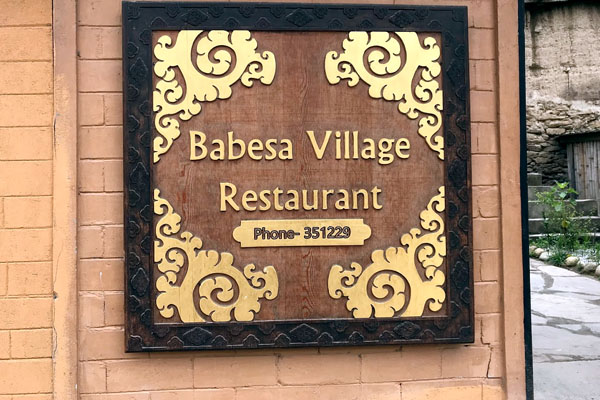 Babesa Village
Restaurant
Phone- 351229